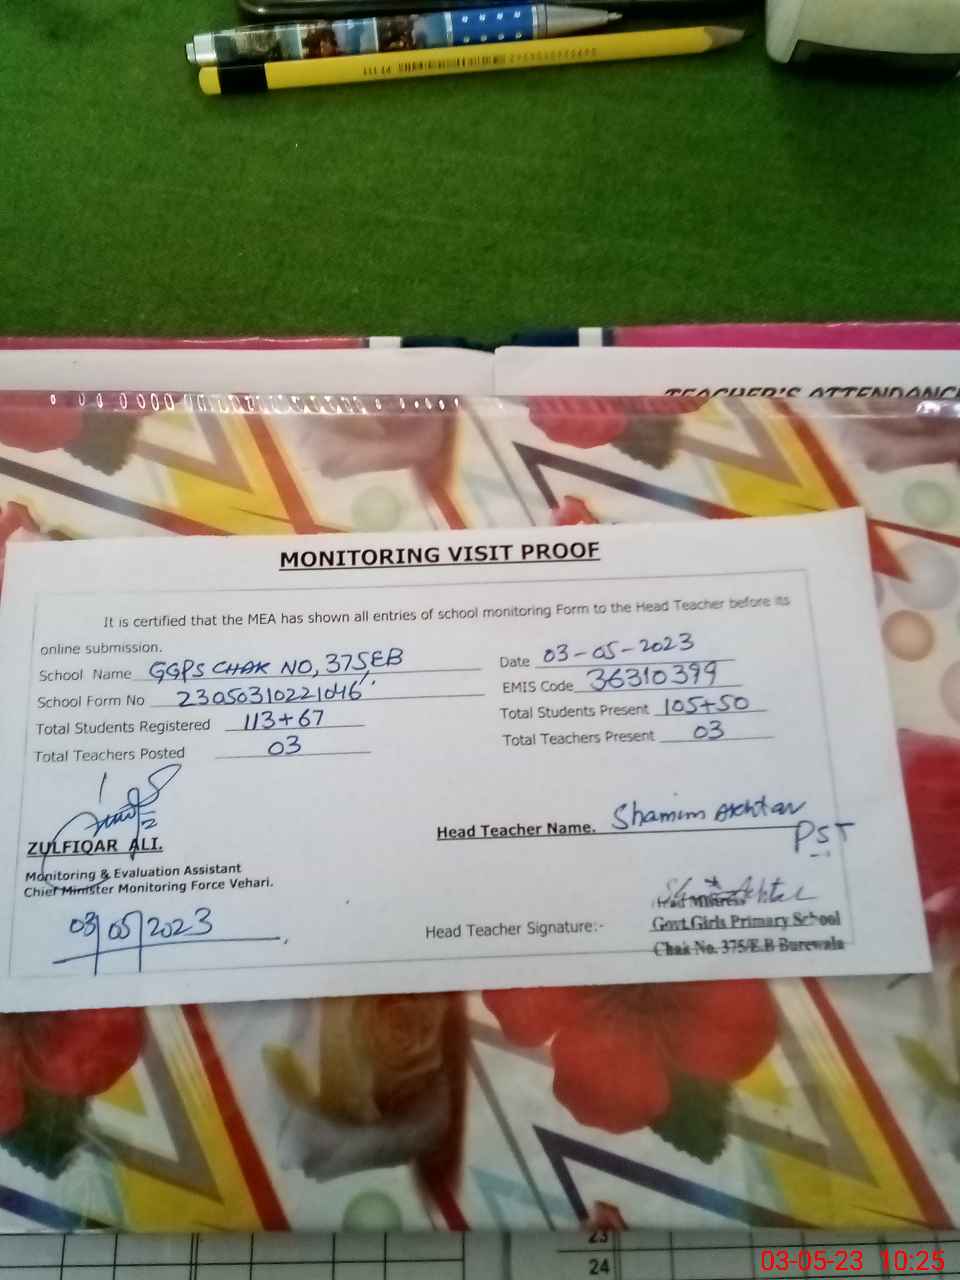 TEACHER'S ATTENDANC
MONITORING VISIT PROOF
It is certified that the MEA has shown all entries of school monitoring Form to the Head Teacher before its
online submission.
School Name GGPS CHAK NO, 375EB Date 03-05-2023
School Form No 23050310221046 EMIS Code 36310399
Total Students Registered 113+67 Total Students Present 105+50
Total Teachers Posted 03 Total Teachers Present 03
ZULFIQAR ALI.
Monitoring & Evaluation Assistant
Chief Minister Monitoring Force Vehari.
03/05/2023
Head Teacher Name. Shamim Akhtar
PST
Head Teacher Signature:-
Head Mistress
Govt.Girls Primary School
Chak No. 375/E.B Burewala
23
24
03-05-23 10:25